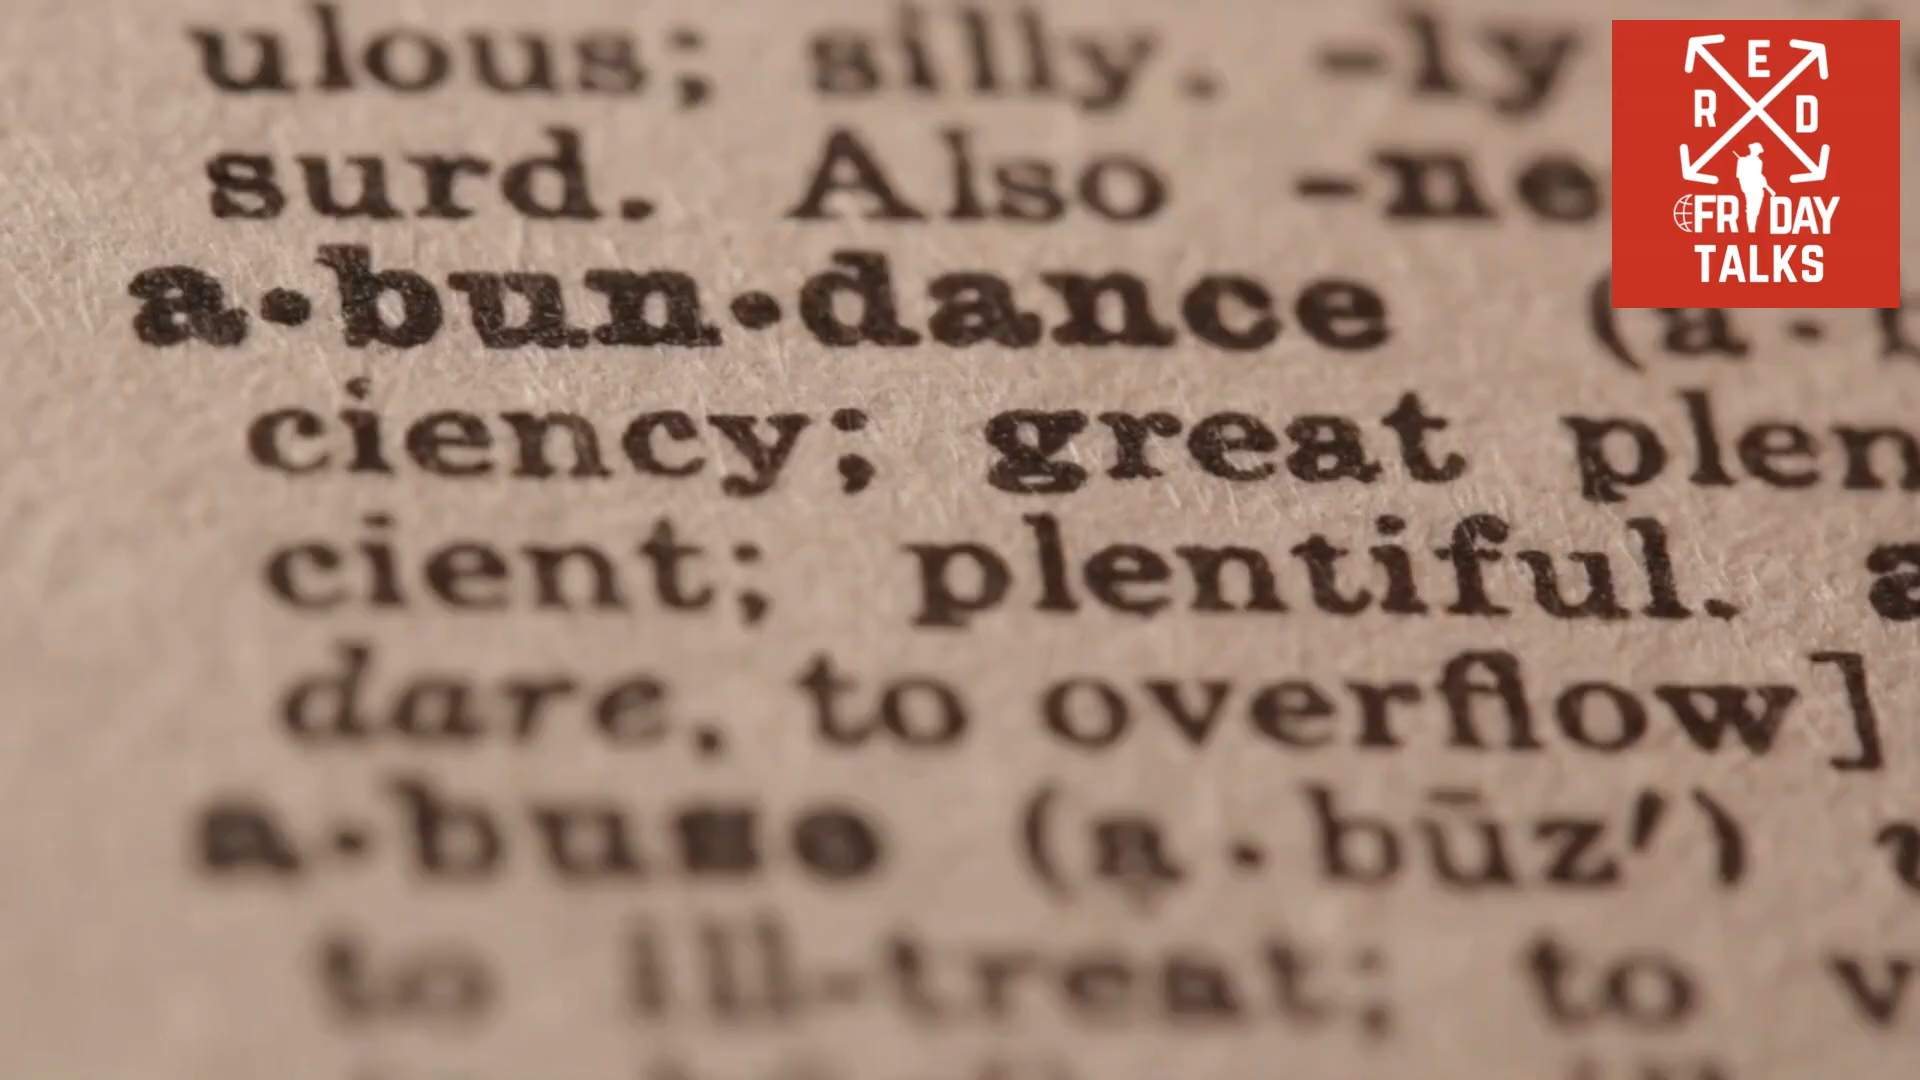 ulous; silly. -ly
surd. Also -ne
a·bun·dance (a·
ciency; great plen
cient; plentiful. a
dare, to overflow]
a·buse (a·būz′) v
to ill-treat; to v
E
R D
FRIDAY
TALKS